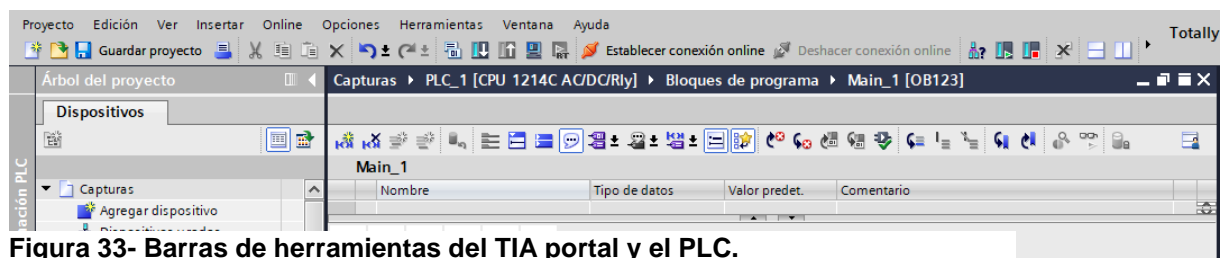 Proyecto Edición Ver Insertar Online Opciones Herramientas Ventana Ayuda
Totally
Guardar proyecto Establecer conexión online Deshacer conexión online
Árbol del proyecto
Capturas PLC_1 [CPU 1214C AC/DC/Rly] Bloques de programa Main_1 [OB123]
Dispositivos
Main_1
Nombre Tipo de datos Valor predet. Comentario
Capturas
Agregar dispositivo
ación PLC
Figura 33- Barras de herramientas del TIA portal y el PLC.